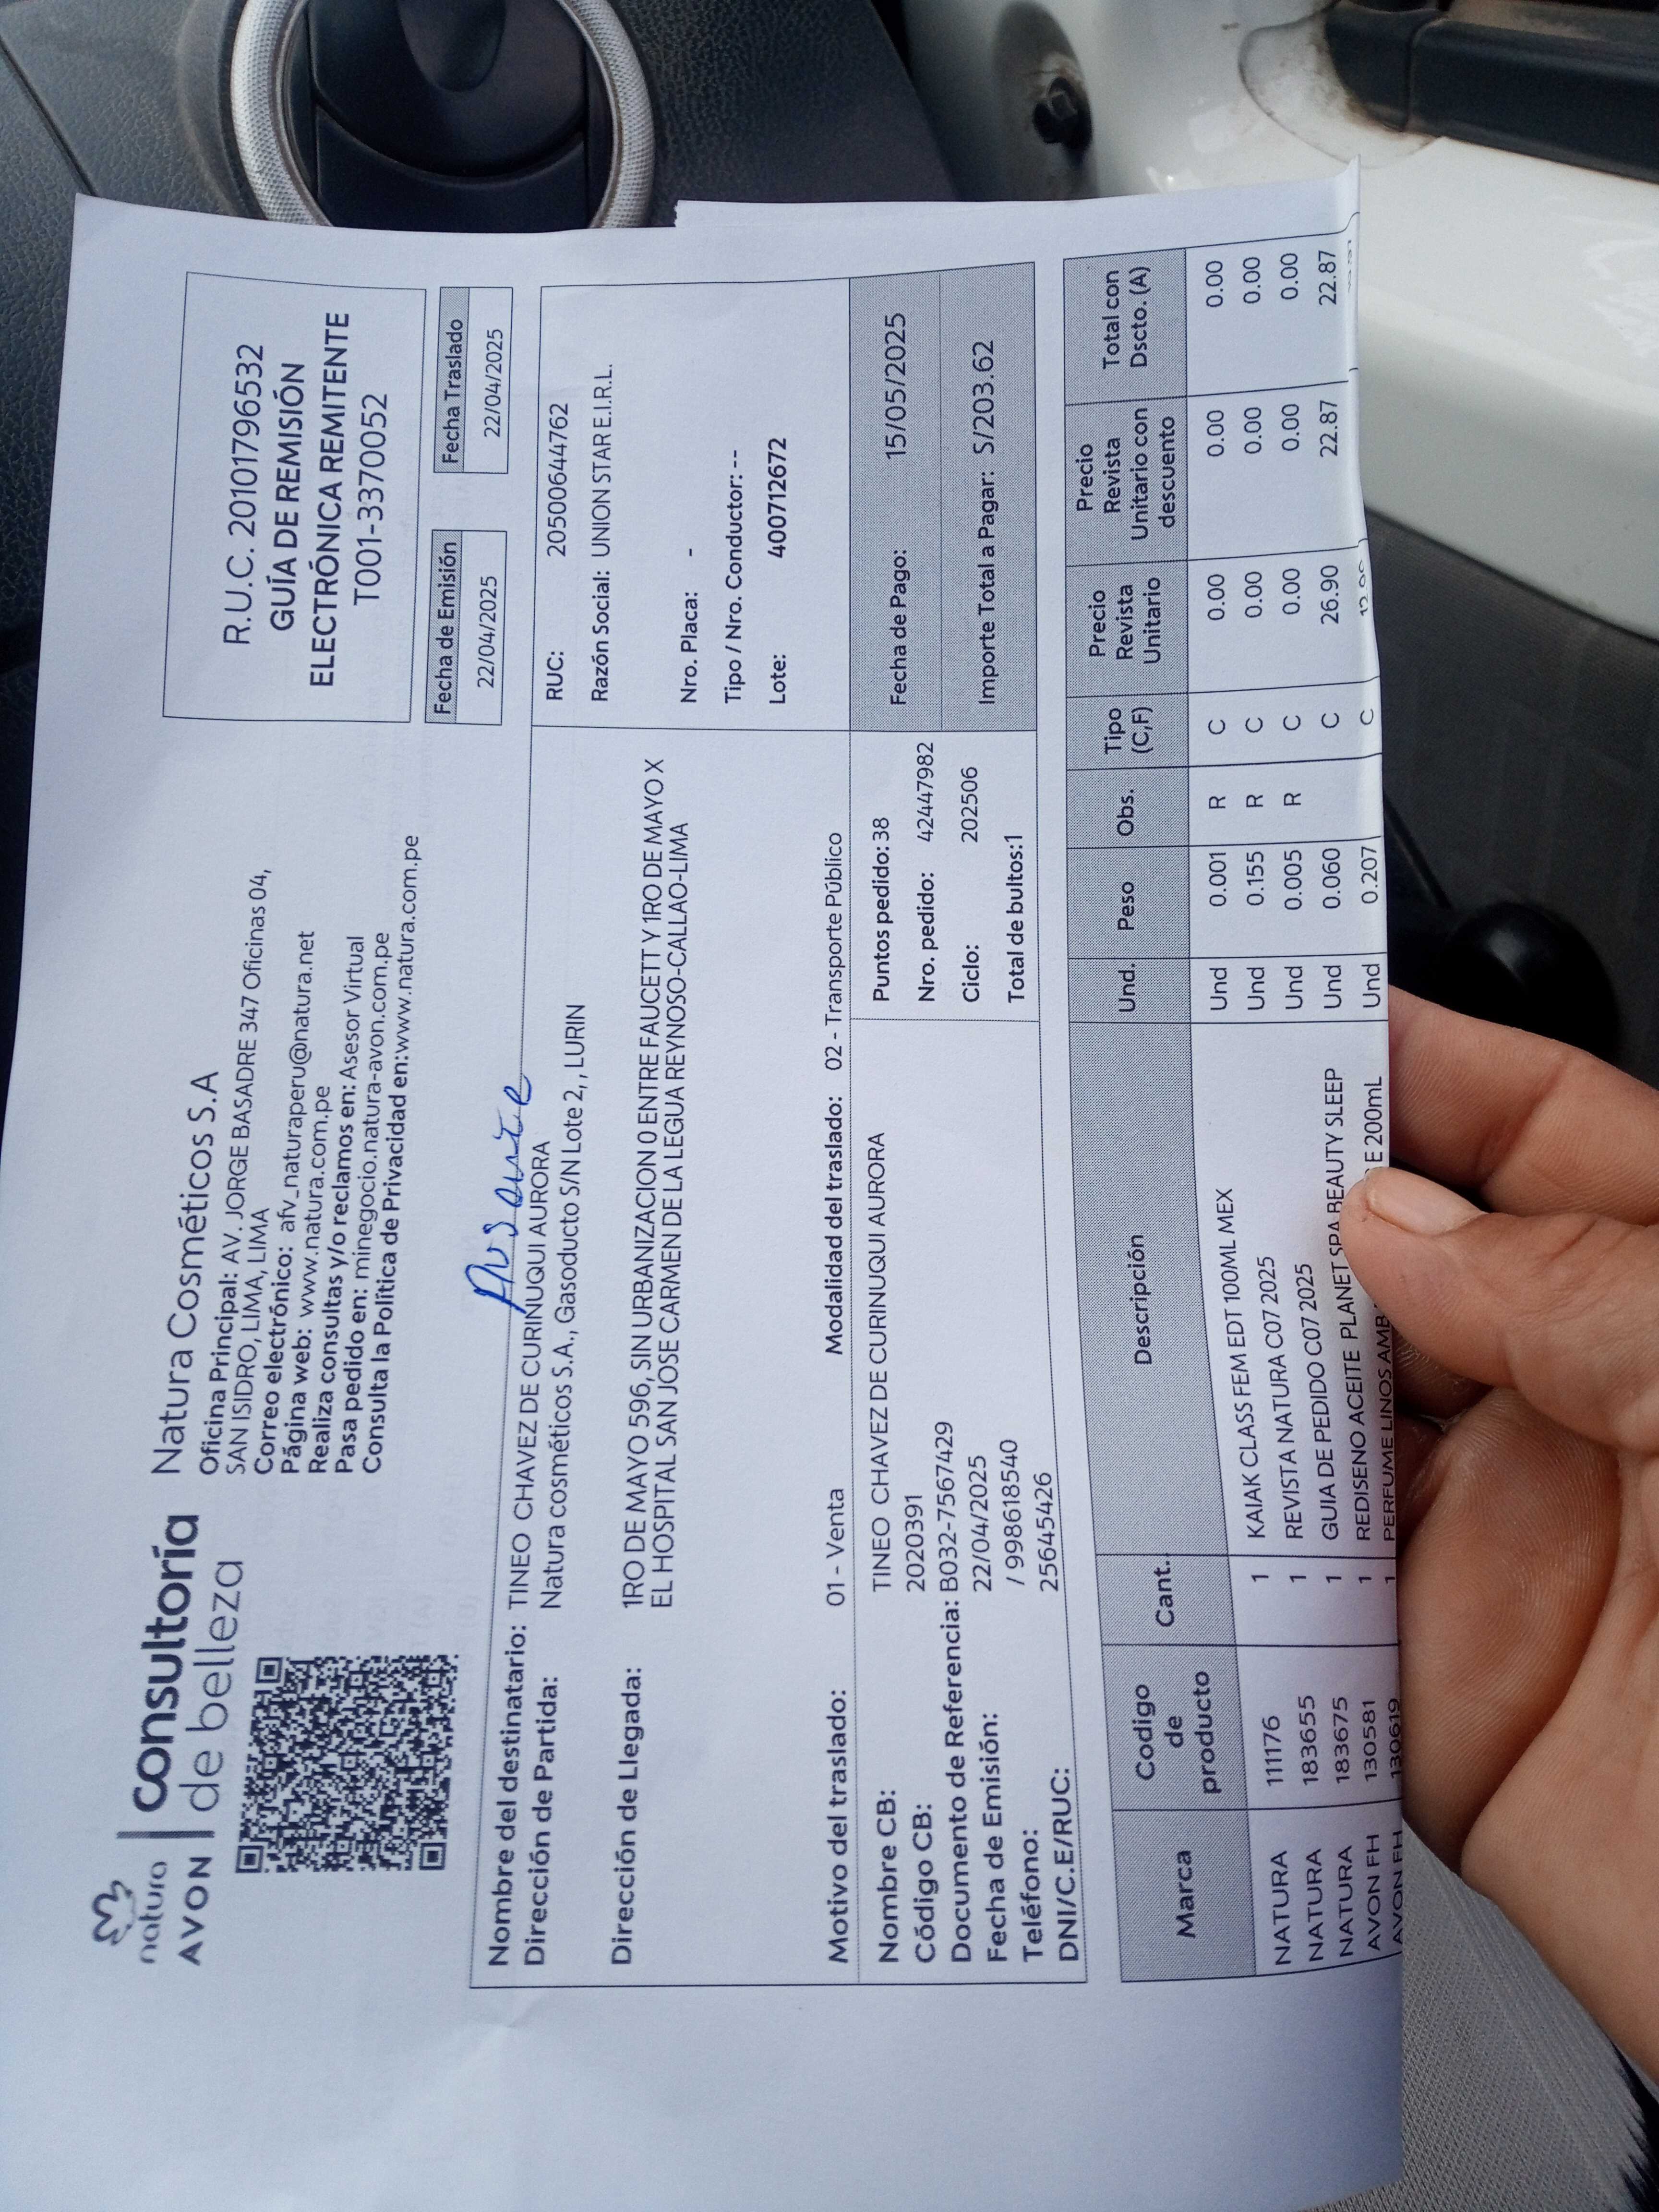 natura
AVON
consultoría
de belleza
Natura Cosméticos S.A
Oficina Principal: AV. JORGE BASADRE 347 Oficinas 04,
SAN ISIDRO, LIMA, LIMA
Correo electrónico: afv_naturaperu@natura.net
Página web: www.natura.com.pe
Realiza consultas y/o reclamos en: Asesor Virtual
Pasa pedido en: minegocio.natura-avon.com.pe
Consulta la Política de Privacidad en:www.natura.com.pe
R.U.C. 20101796532
GUÍA DE REMISIÓN
ELECTRÓNICA REMITENTE
T001-3370052
Fecha de Emisión Fecha Traslado
22/04/2025 22/04/2025
Ausente
Nombre del destinatario: TINEO CHAVEZ DE CURIÑUQUI AURORA
Dirección de Partida: Natura cosméticos S.A., Gasoducto S/N Lote 2, , LURIN
Dirección de Llegada: 1RO DE MAYO 596, SIN URBANIZACION 0 ENTRE FAUCETT Y 1RO DE MAYO X
EL HOSPITAL SAN JOSE CARMEN DE LA LEGUA REYNOSO-CALLAO-LIMA
Motivo del traslado: 01 - Venta Modalidad del traslado: 02 - Transporte Público
RUC: 20500644762
Razón Social: UNION STAR E.I.R.L.
Nro. Placa: -
Tipo / Nro. Conductor: --
Lote: 400712672
Nombre CB: TINEO CHAVEZ DE CURINUQUI AURORA
Código CB: 2020391
Documento de Referencia: B032-7567429
Fecha de Emisión: 22/04/2025
Teléfono: / 998618540
DNI/C.E/RUC: 25645426
Puntos pedido: 38
Nro. pedido: 42447982
Ciclo: 202506
Total de bultos:1
Fecha de Pago: 15/05/2025
Importe Total a Pagar: S/203.62
Marca Codigo de producto Cant. Descripción Und. Peso Obs. Tipo (C,F) Precio Revista Unitario Precio Revista Unitario con descuento Total con Dscto. (A)
NATURA 111176 1 KAIAK CLASS FEM EDT 100ML MEX Und 0.001 R C 0.00 0.00 0.00
NATURA 183655 1 REVISTA NATURA C07 2025 Und 0.155 R C 0.00 0.00 0.00
NATURA 183675 1 GUIA DE PEDIDO C07 2025 Und 0.005 R C 0.00 0.00 0.00
AVON FH 130581 1 REDISENO ACEITE PLANET SPA BEAUTY SLEEP Und 0.060 C 26.90 22.87 22.87
AVON FH 130619 1 PERFUME LINOS AMB E 200mL Und 0.207 C